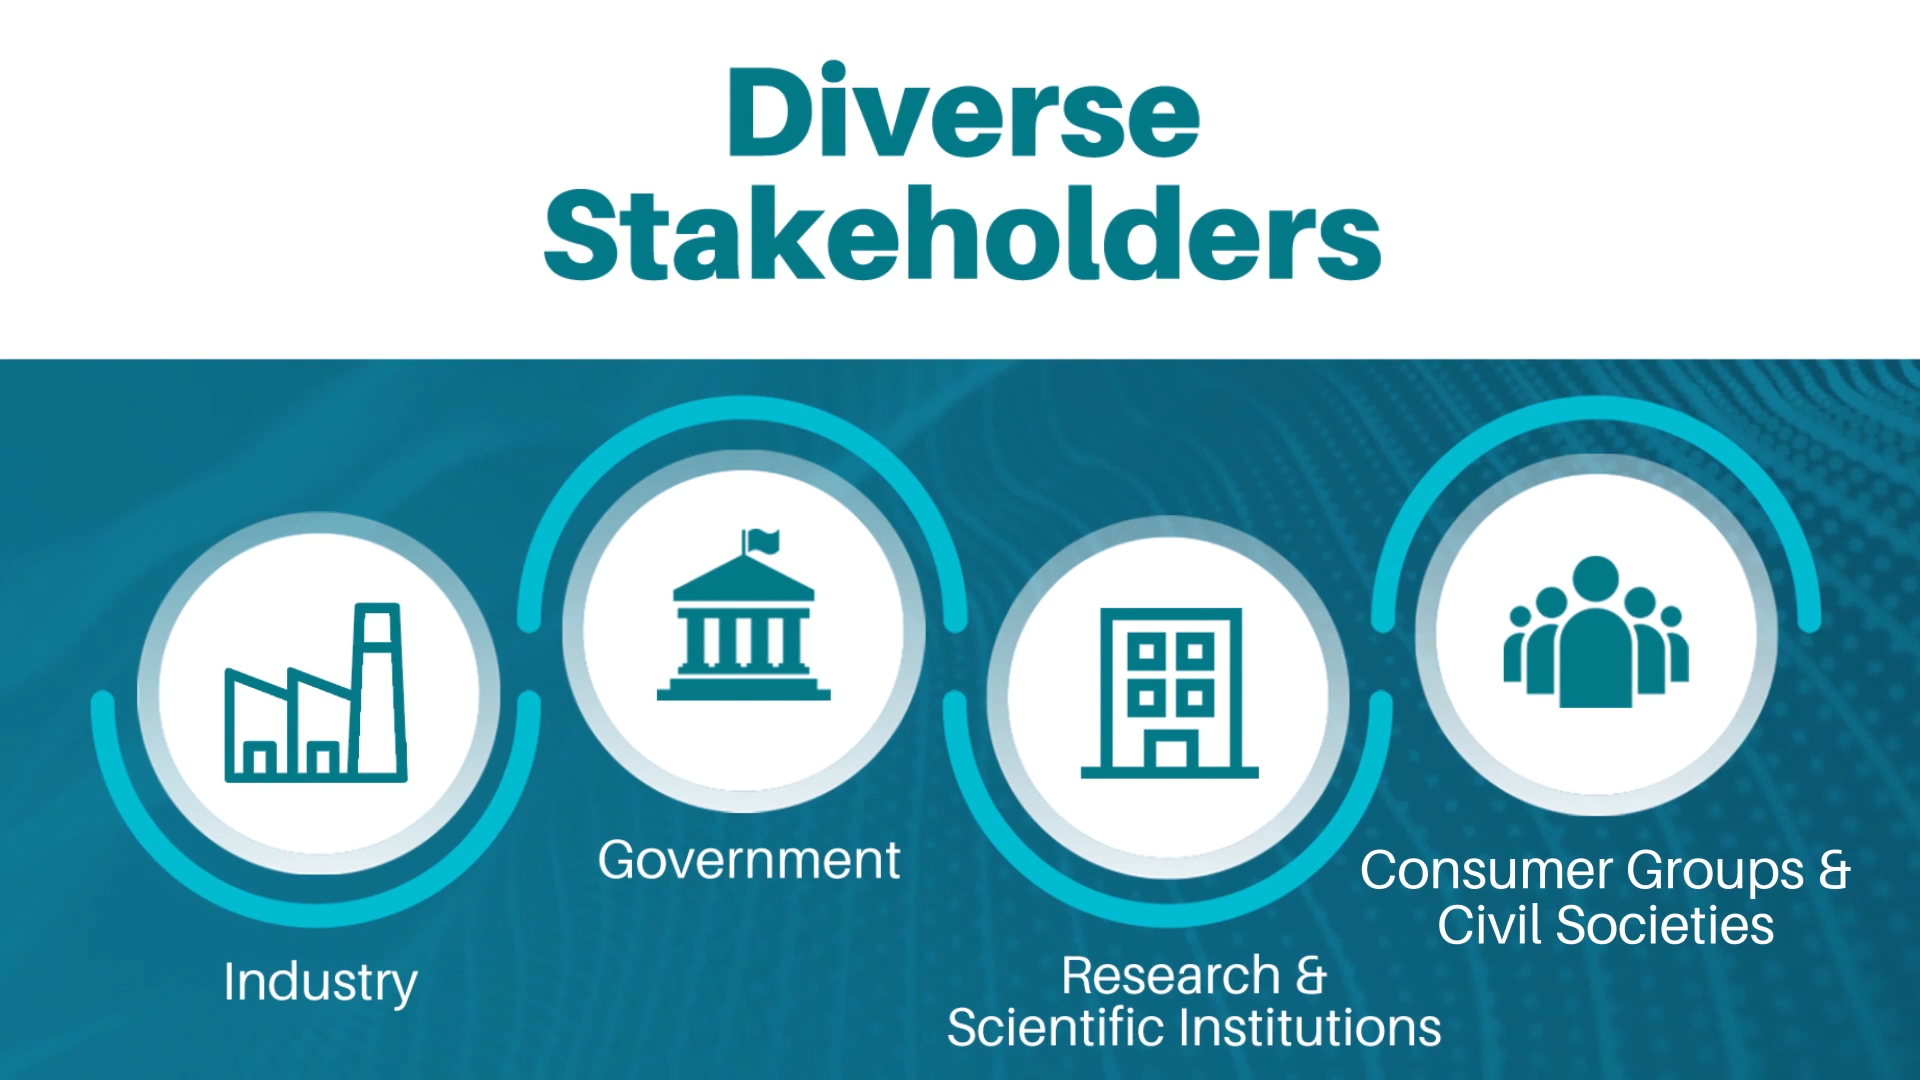 Diverse
Stakeholders
Industry
Government
Research &
Scientific Institutions
Consumer Groups &
Civil Societies